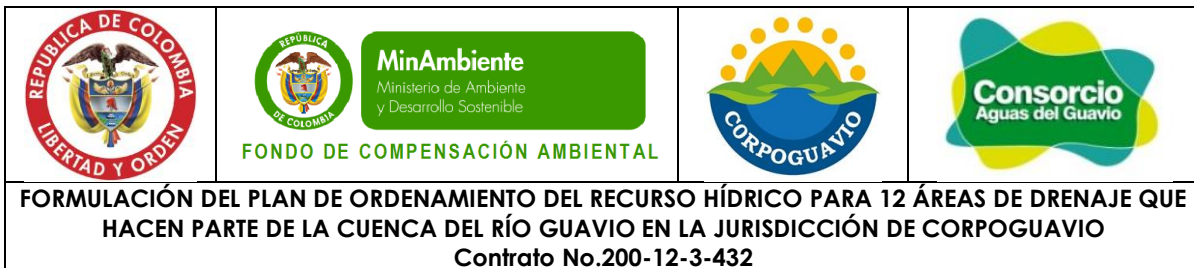 REPÚBLICA DE COLOMBIA
LIBERTAD Y ORDEN
REPÚBLICA
DE COLOMBIA
MinAmbiente
Ministerio de Ambiente
y Desarrollo Sostenible
FONDO DE COMPENSACIÓN AMBIENTAL
CORPOGUAVIO
Consorcio
Aguas del Guavio
FORMULACIÓN DEL PLAN DE ORDENAMIENTO DEL RECURSO HÍDRICO PARA 12 ÁREAS DE DRENAJE QUE
HACEN PARTE DE LA CUENCA DEL RÍO GUAVIO EN LA JURISDICCIÓN DE CORPOGUAVIO
Contrato No.200-12-3-432